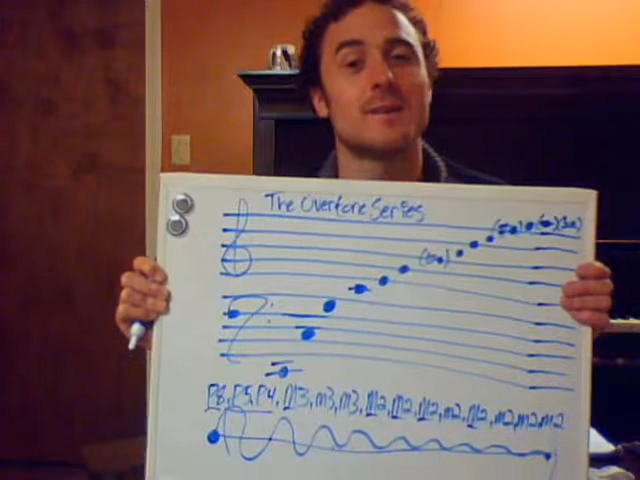 The Overtone Series
P8, P5, P4, M3, m3, m3, M2, M2, M2, m2, M2, m2, m2, m2